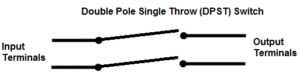 Double Pole Single Throw (DPST) Switch
Input
Terminals
Output
Terminals